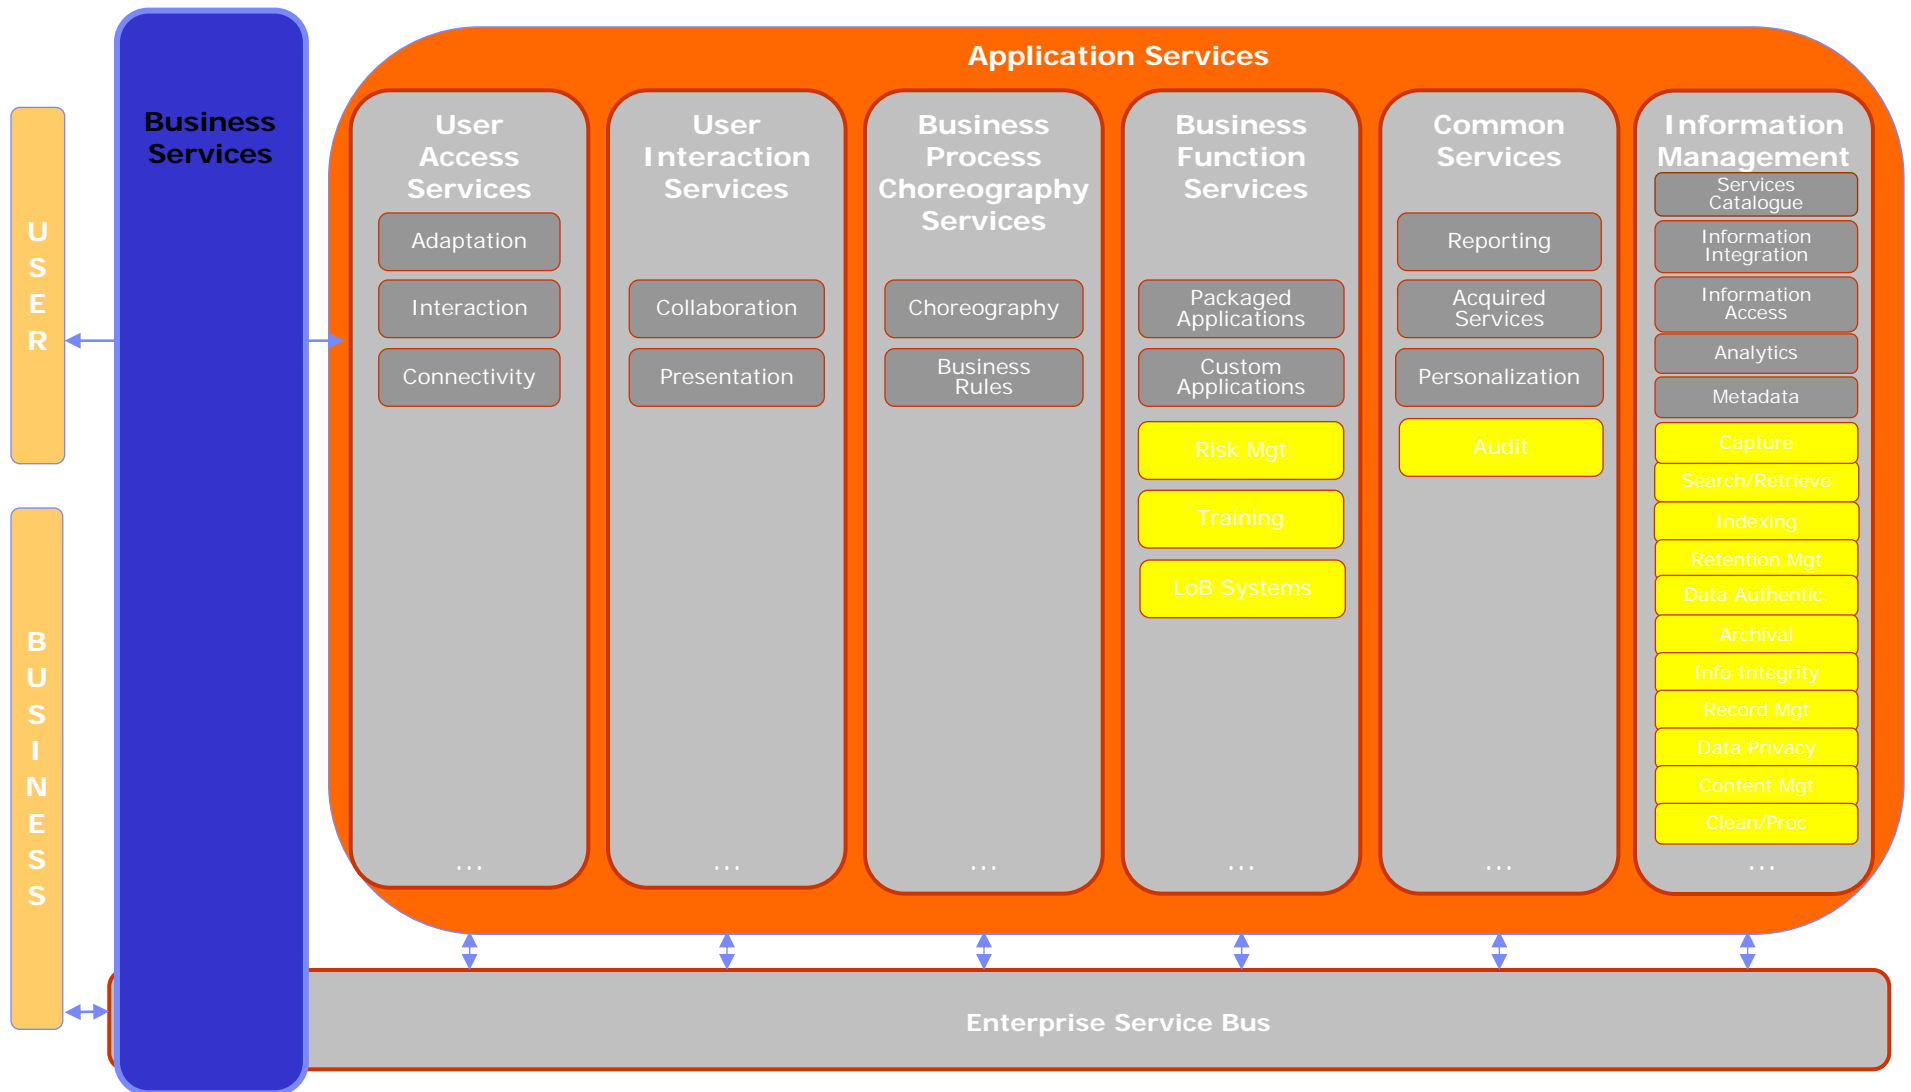 U
S
E
R
B
U
S
I
N
E
S
S
Business
Services
Application Services
User
Access
Services
Adaptation
Interaction
Connectivity
...
User
Interaction
Services
Collaboration
Presentation
...
Business
Process
Choreography
Services
Choreography
Business
Rules
...
Business
Function
Services
Packaged
Applications
Custom
Applications
Risk Mgt
Training
LoB Systems
...
Common
Services
Reporting
Acquired
Services
Personalization
Audit
...
Information
Management
Services
Catalogue
Information
Integration
Information
Access
Analytics
Metadata
Capture
Search/Retrieve
Indexing
Retention Mgt
Data Authentic.
Archival
Info Integrity
Record Mgt
Data Privacy
Content Mgt
Clean/Proc
...
Enterprise Service Bus